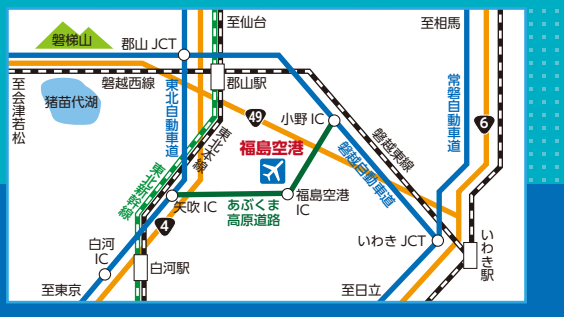 至仙台
至相馬
磐梯山
郡山 JCT
磐越西線
郡山駅
至会津若松
猪苗代湖
東北自動車道
東北本線
49
小野 IC
常磐自動車道
6
福島空港
磐越東線
磐越自動車道
東北新幹線
矢吹 IC
あぶくま
高原道路
福島空港
IC
4
白河
IC
白河駅
いわき JCT
いわき駅
至東京
至日立